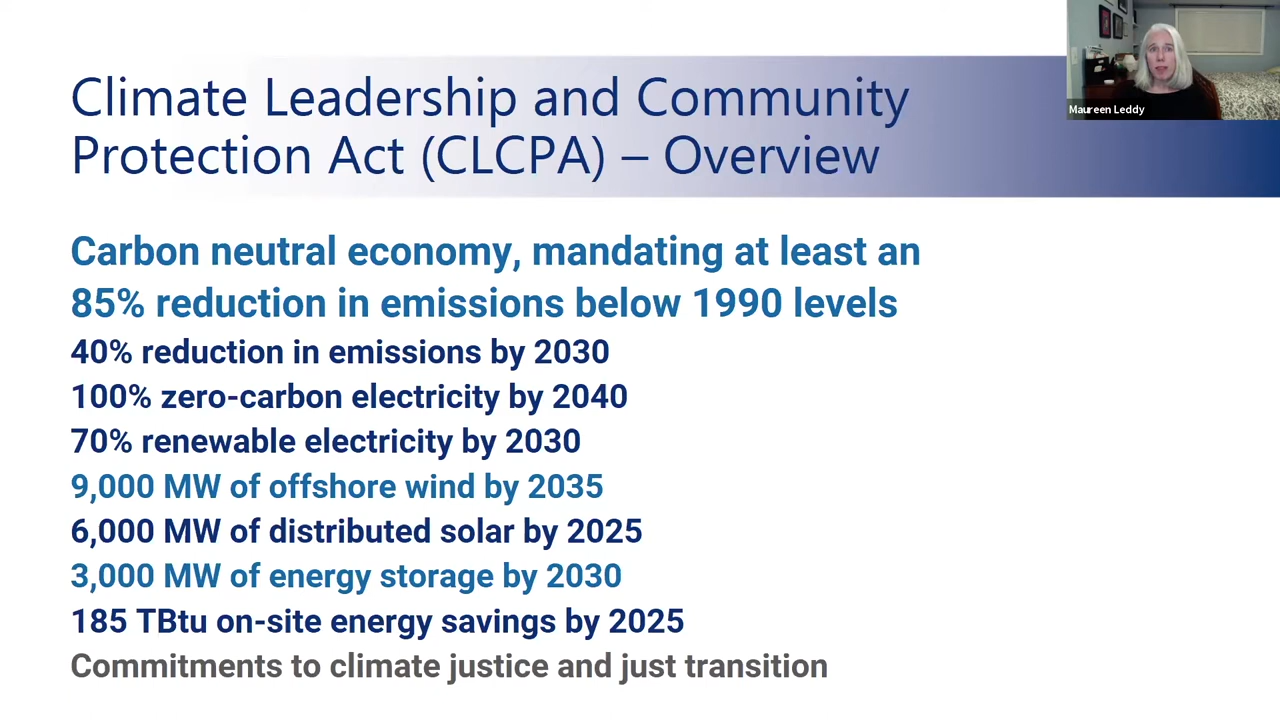 Climate Leadership and Community
Protection Act (CLCPA) – Overview
Maureen Leddy
Carbon neutral economy, mandating at least an
85% reduction in emissions below 1990 levels
40% reduction in emissions by 2030
100% zero-carbon electricity by 2040
70% renewable electricity by 2030
9,000 MW of offshore wind by 2035
6,000 MW of distributed solar by 2025
3,000 MW of energy storage by 2030
185 TBtu on-site energy savings by 2025
Commitments to climate justice and just transition